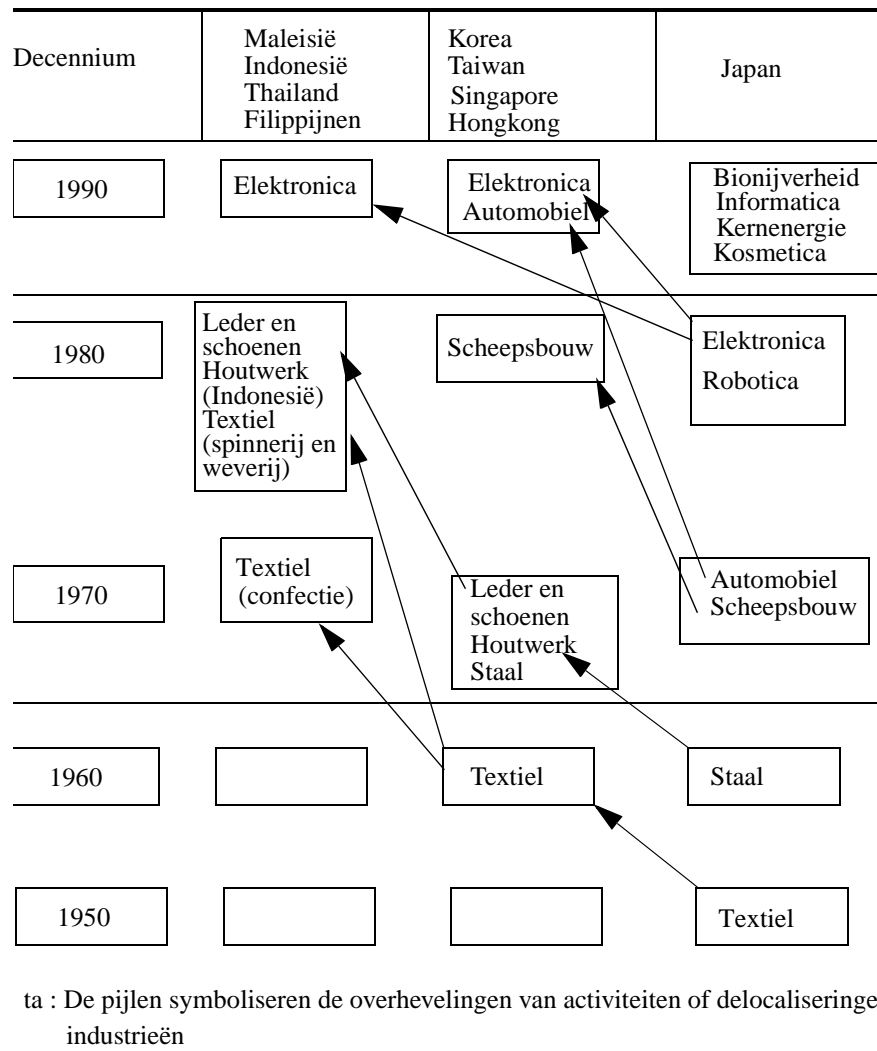 Decennium
Maleisië
Indonesië
Thailand
Filippijnen
Korea
Taiwan
Singapore
Hongkong
Japan
1990
Elektronica
Elektronica
Automobiel
Bionijverheid
Informatica
Kernenergie
Kosmetica
1980
Leder en
schoenen
Houtwerk
(Indonesië)
Textiel
(spinnerij en
weverij)
Scheepsbouw
Elektronica
Robotica
1970
Textiel
(confectie)
Leder en
schoenen
Houtwerk
Staal
Automobiel
Scheepsbouw
1960
Textiel
Staal
1950
Textiel
ta : De pijlen symboliseren de overhevelingen van activiteiten of delocaliseringe
industrieën